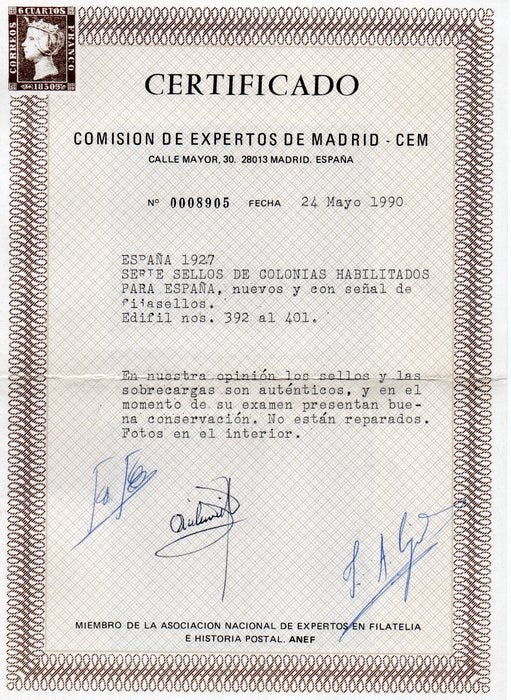 6 CUARTOS
CORREOS
FRANCO
1850
CERTIFICADO
COMISION DE EXPERTOS DE MADRID - CEM
CALLE MAYOR, 30. 28013 MADRID. ESPAÑA
Nº 0008905 FECHA 24 Mayo 1990
ESPAÑA 1927
SERIE SELLOS DE COLONIAS HABILITADOS
PARA ESPAÑA, nuevos y con señal de
fijasellos.
Edifil nos. 392 al 401.
En nuestra opinión los sellos y las
sobrecargas son auténticos, y en el
momento de su examen presentan bue-
na conservación. No están reparados.
Fotos en el interior.
MIEMBRO DE LA ASOCIACION NACIONAL DE EXPERTOS EN FILATELIA
E HISTORIA POSTAL. ANEF